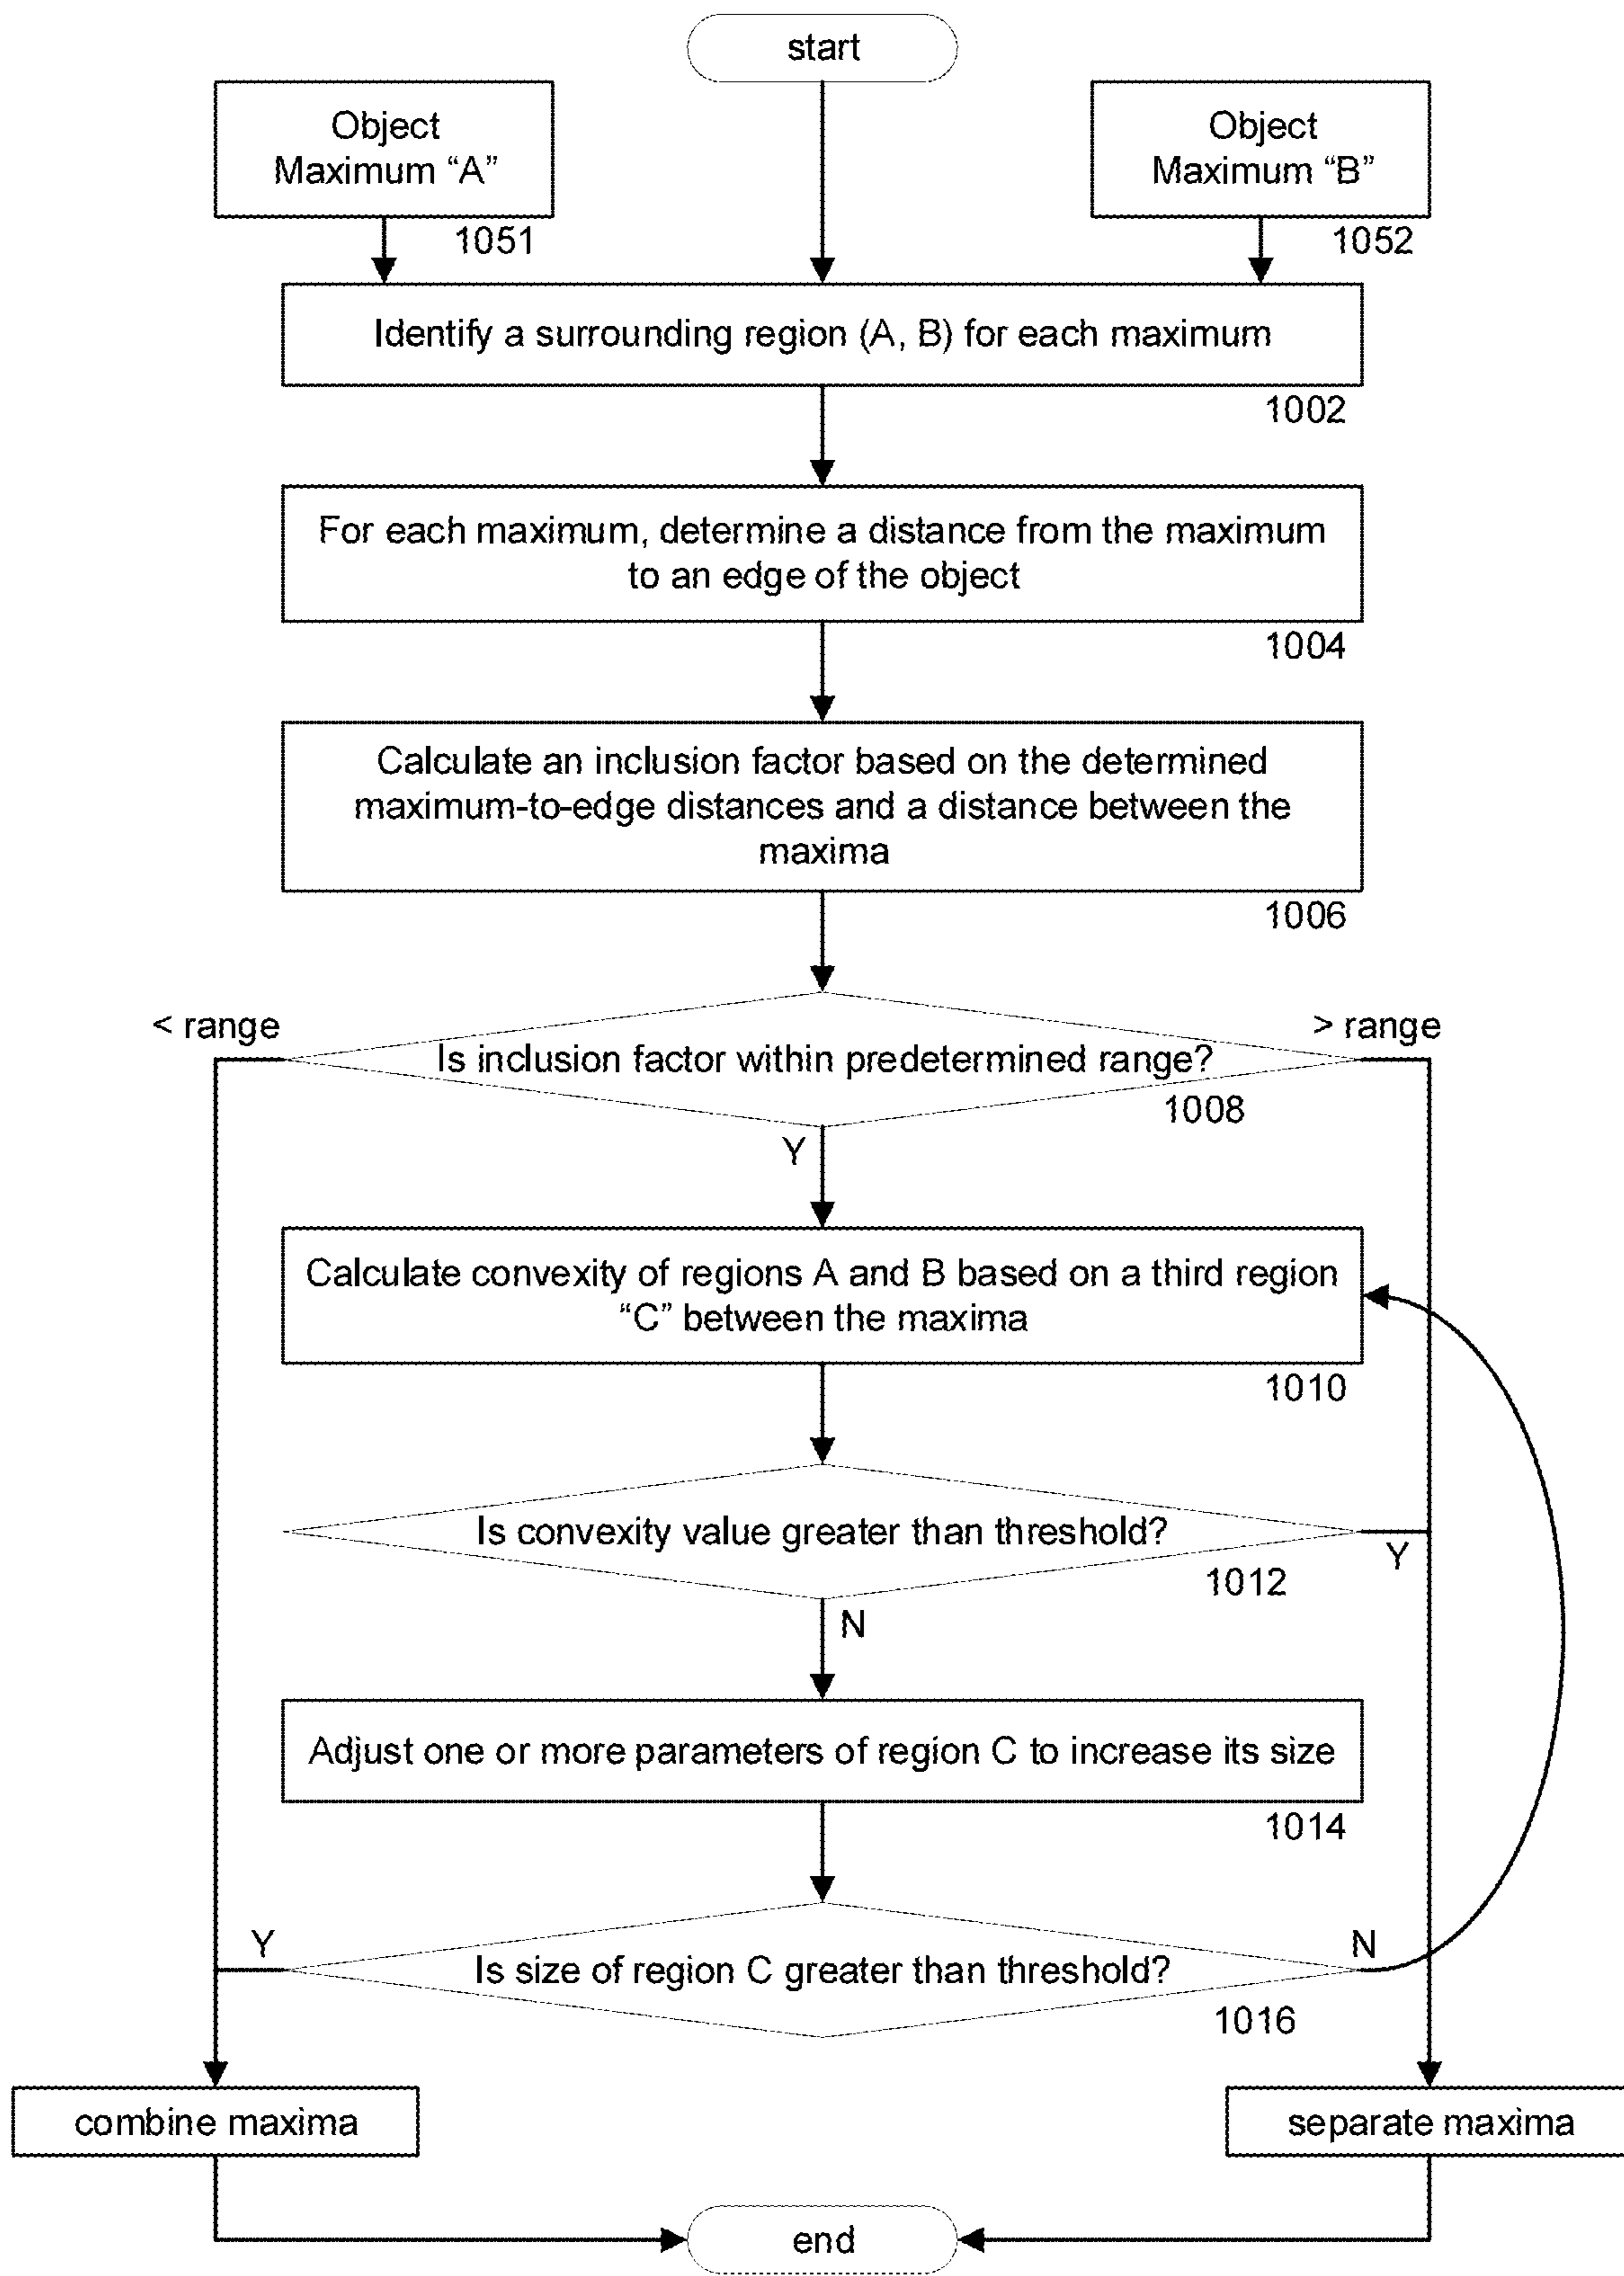 start
Object
Maximum “A”
1051
Object
Maximum “B”
1052
Identify a surrounding region (A, B) for each maximum
1002
For each maximum, determine a distance from the maximum
to an edge of the object
1004
Calculate an inclusion factor based on the determined
maximum-to-edge distances and a distance between the
maxima
1006
< range
> range
Is inclusion factor within predetermined range?
1008
Y
Calculate convexity of regions A and B based on a third region
“C” between the maxima
1010
Is convexity value greater than threshold?
Y
1012
N
Adjust one or more parameters of region C to increase its size
1014
Y
N
Is size of region C greater than threshold?
1016
combine maxima
separate maxima
end